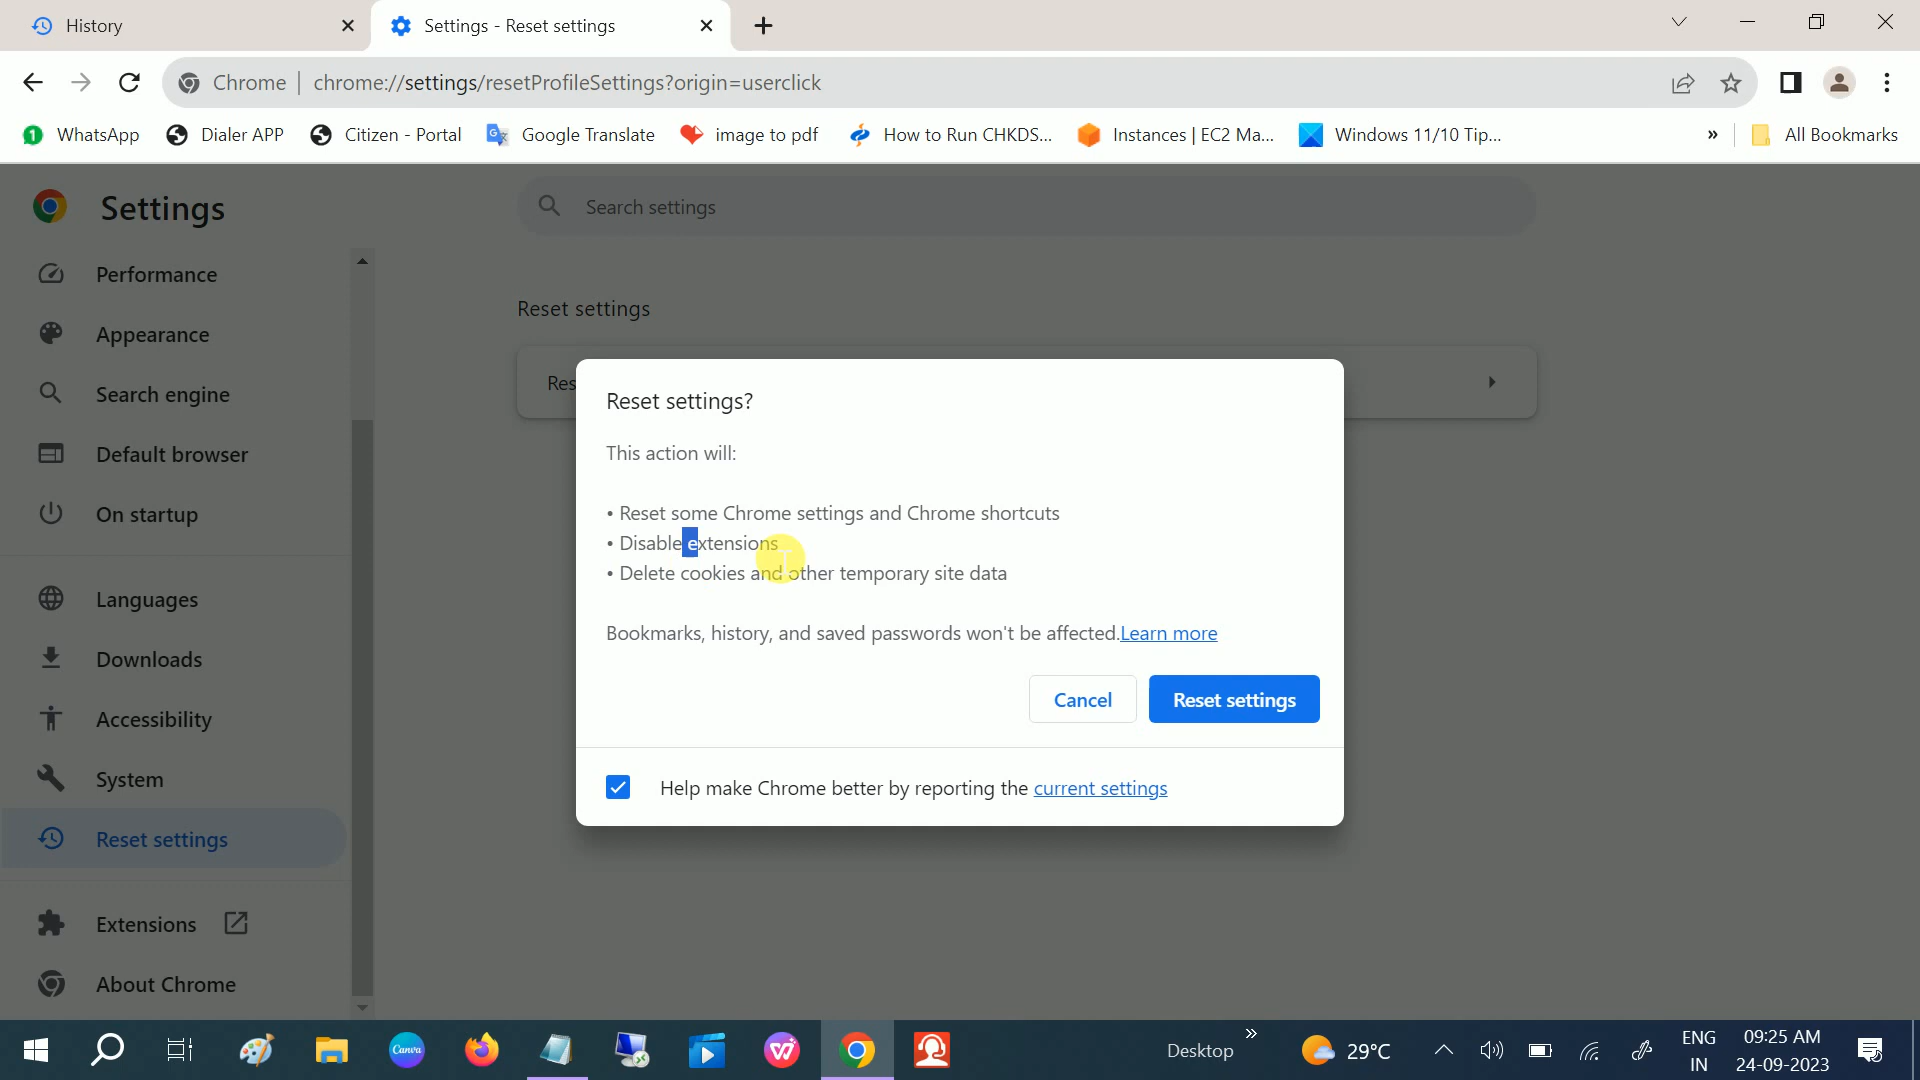 History
Settings - Reset settings
Chrome
chrome://settings/resetProfileSettings?origin=userclick
1 WhatsApp
Dialer APP
Citizen - Portal
Google Translate
image to pdf
How to Run CHKDS...
Instances | EC2 Ma...
Windows 11/10 Tip...
»
All Bookmarks
Settings
Search settings
Performance
Appearance
Search engine
Default browser
On startup
Languages
Downloads
Accessibility
System
Reset settings
Extensions
About Chrome
Reset settings
Res
Reset settings?
This action will:
• Reset some Chrome settings and Chrome shortcuts
• Disable extensions
• Delete cookies and other temporary site data
Bookmarks, history, and saved passwords won't be affected.Learn more
Cancel
Reset settings
Help make Chrome better by reporting the current settings
Canva
Desktop »
29°C
ENG
IN
09:25 AM
24-09-2023